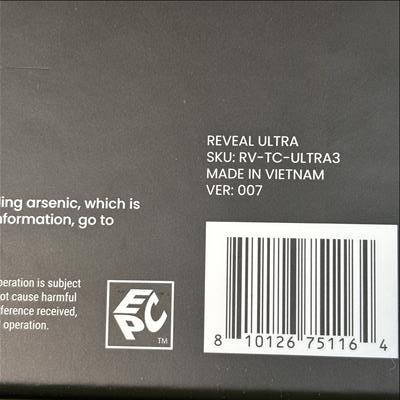 REVEAL ULTRA
SKU: RV-TC-ULTRA3
MADE IN VIETNAM
VER: 007
ing arsenic, which is
nformation, go to
peration is subject
ot cause harmful
ference received,
operation.
EPC
TM
8 10126 75116 4